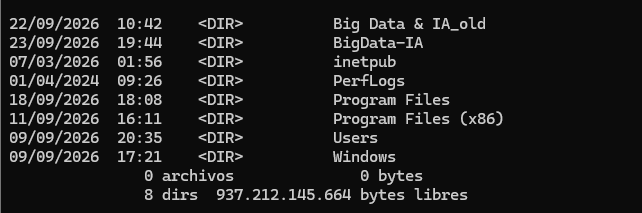 22/09/2026  10:42    <DIR>          Big Data & IA_old
23/09/2026  19:44    <DIR>          BigData-IA
07/03/2026  01:56    <DIR>          inetpub
01/04/2024  09:26    <DIR>          PerfLogs
18/09/2026  18:08    <DIR>          Program Files
11/09/2026  16:11    <DIR>          Program Files (x86)
09/09/2026  20:35    <DIR>          Users
09/09/2026  17:21    <DIR>          Windows
               0 archivos              0 bytes
               8 dirs  937.212.145.664 bytes libres